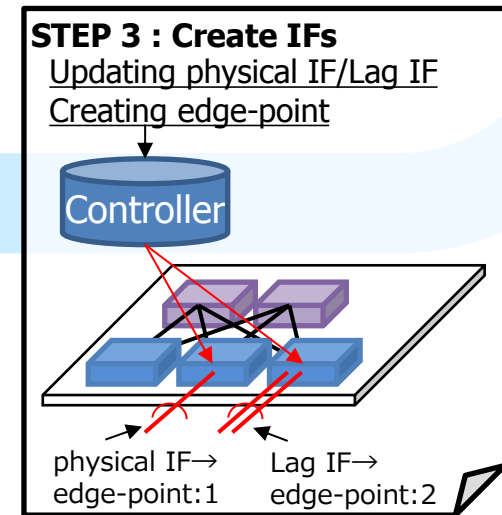 STEP 3 : Create IFs
Updating physical IF/Lag IF
Creating edge-point
Controller
physical IF→
edge-point:1
Lag IF→
edge-point:2